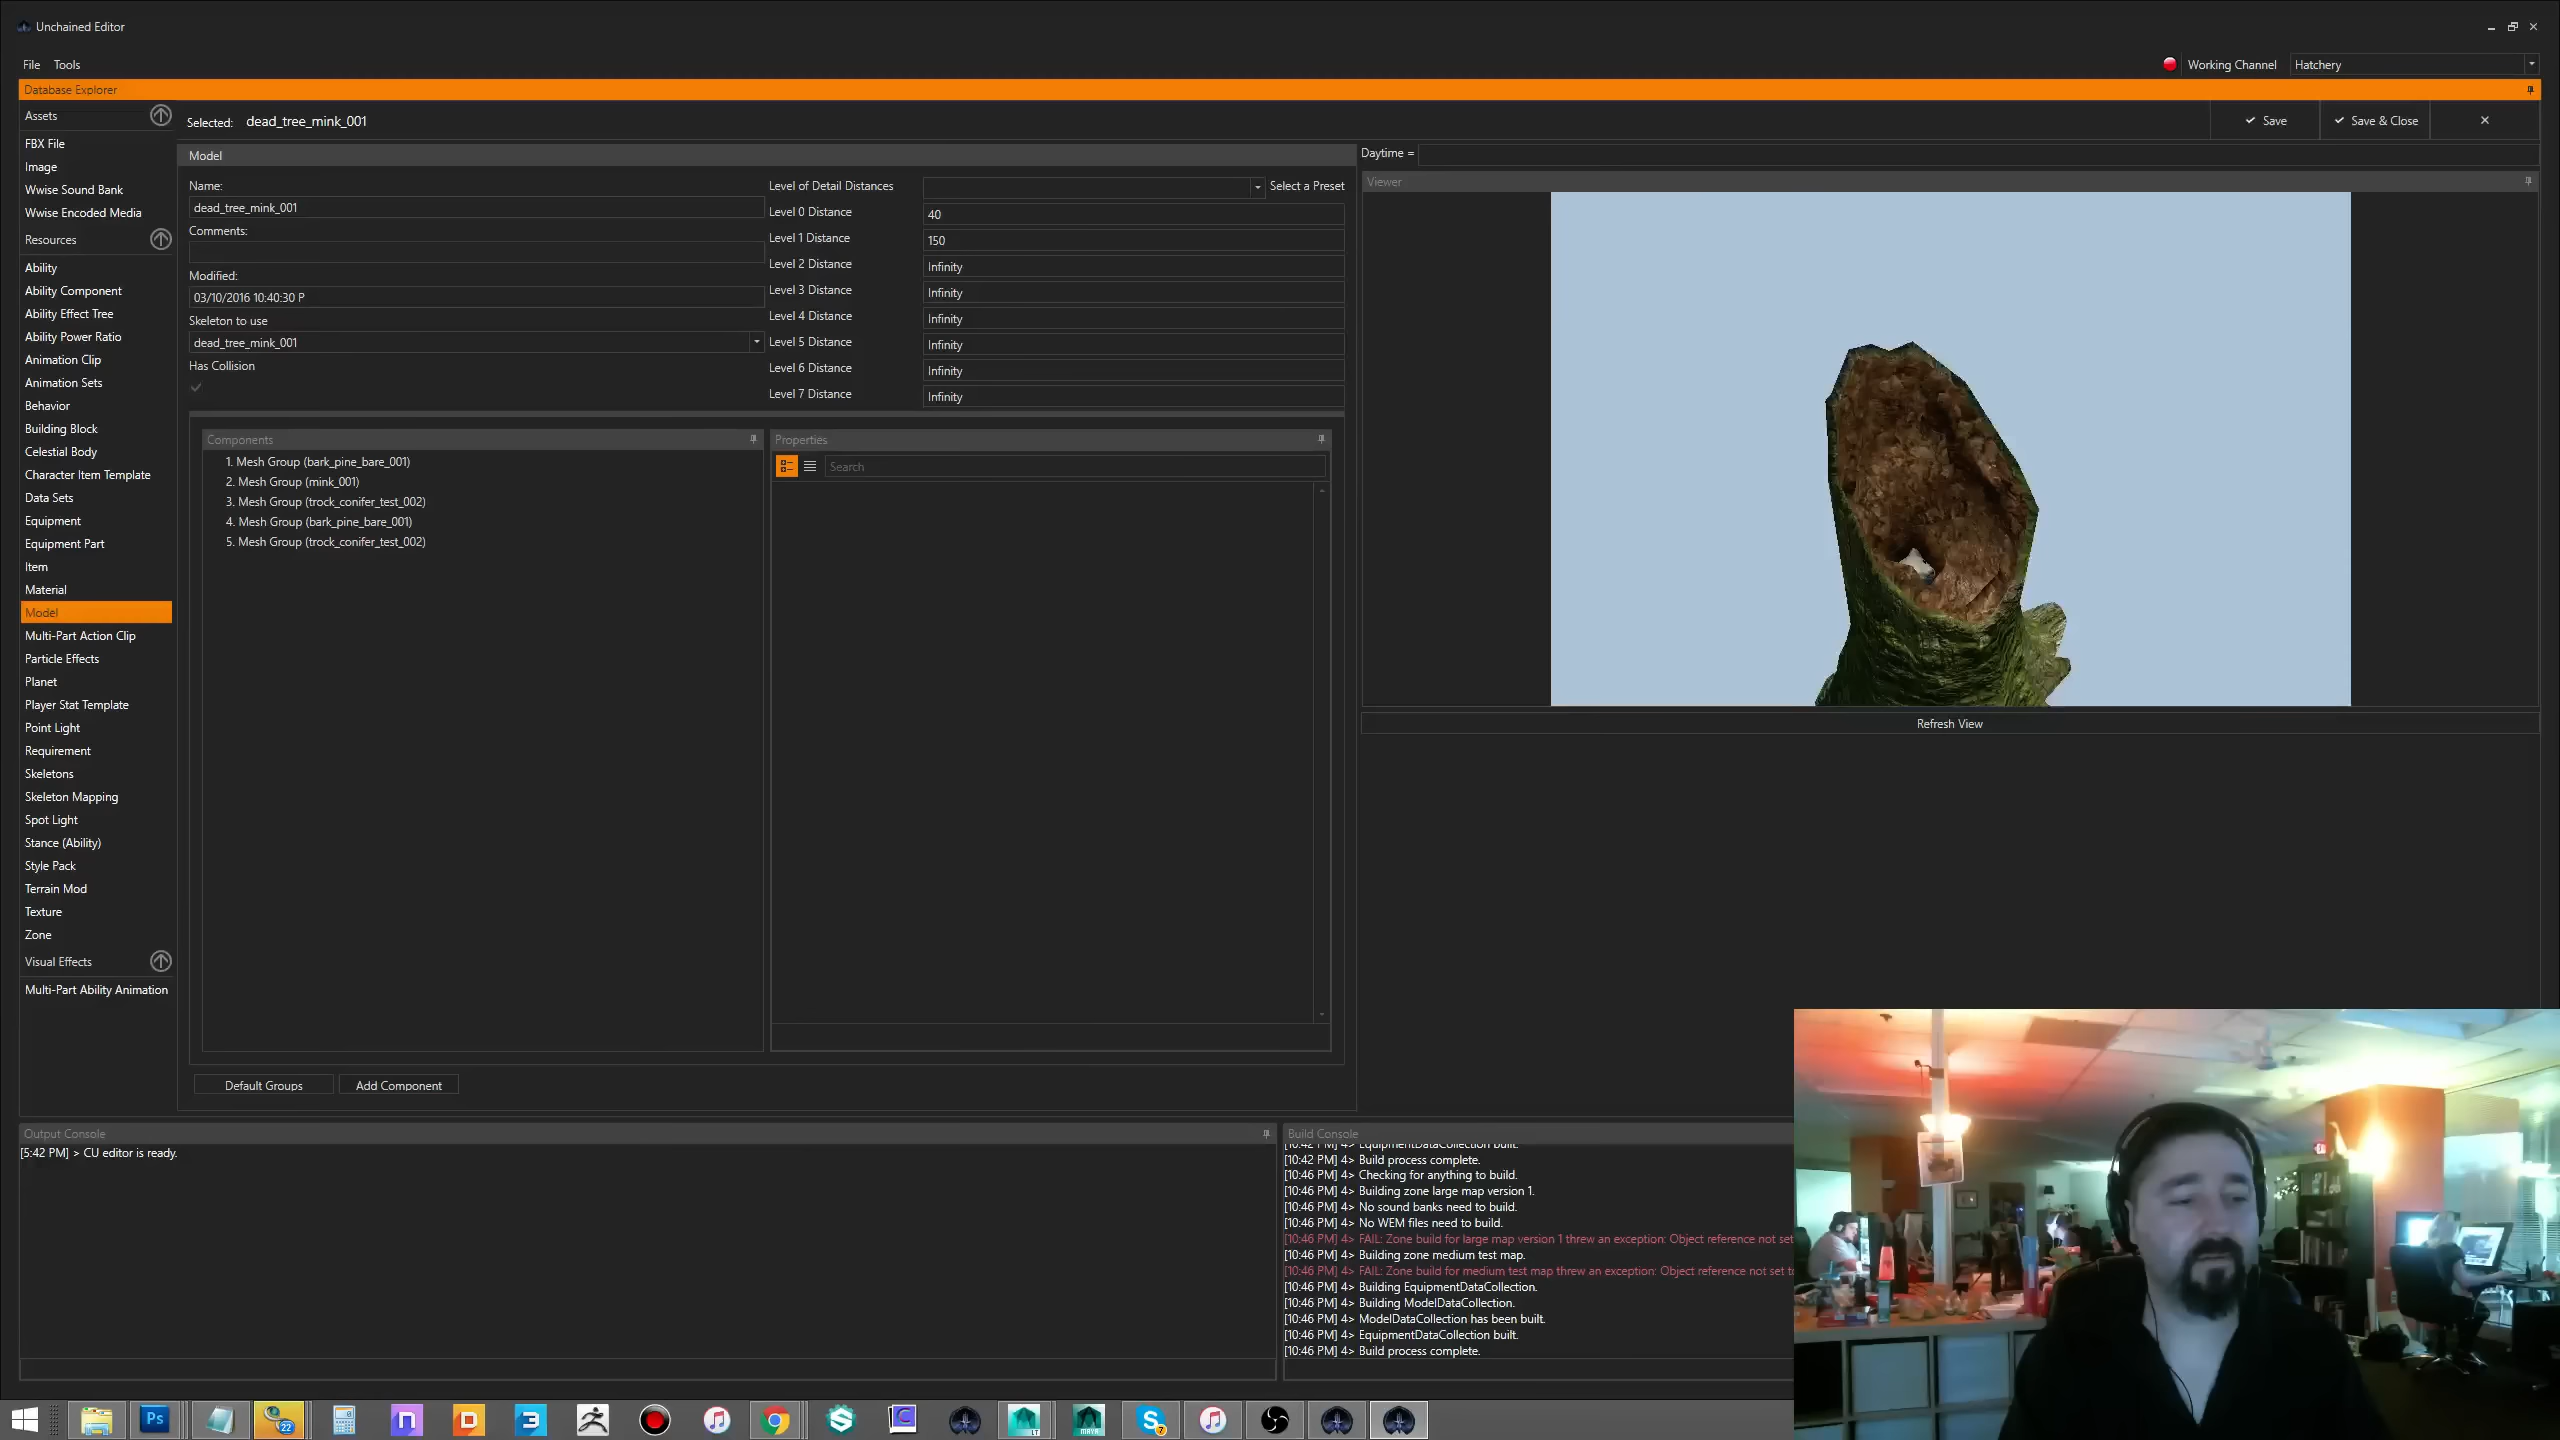 Unchained Editor
File Tools
Working Channel Hatchery
Database Explorer
Assets
FBX File
Image
Wwise Sound Bank
Wwise Encoded Media
Resources
Ability
Ability Component
Ability Effect Tree
Ability Power Ratio
Animation Clip
Animation Sets
Behavior
Building Block
Celestial Body
Character Item Template
Data Sets
Equipment
Equipment Part
Item
Material
Model
Multi-Part Action Clip
Particle Effects
Planet
Player Stat Template
Point Light
Requirement
Skeletons
Skeleton Mapping
Spot Light
Stance (Ability)
Style Pack
Terrain Mod
Texture
Zone
Visual Effects
Multi-Part Ability Animation
Selected: dead_tree_mink_001
Save
Save & Close
Model
Name:
dead_tree_mink_001
Comments:
Modified:
03/10/2016 10:40:30 P
Skeleton to use
dead_tree_mink_001
Has Collision
Level of Detail Distances Select a Preset
Level 0 Distance 40
Level 1 Distance 150
Level 2 Distance Infinity
Level 3 Distance Infinity
Level 4 Distance Infinity
Level 5 Distance Infinity
Level 6 Distance Infinity
Level 7 Distance Infinity
Components
1. Mesh Group (bark_pine_bare_001)
2. Mesh Group (mink_001)
3. Mesh Group (trock_conifer_test_002)
4. Mesh Group (bark_pine_bare_001)
5. Mesh Group (trock_conifer_test_002)
Properties
Search
Default Groups
Add Component
Daytime =
Viewer
Refresh View
Output Console
[5:42 PM] > CU editor is ready.
Build Console
[10:42 PM] 4> EquipmentDataCollection built.
[10:42 PM] 4> Build process complete.
[10:46 PM] 4> Checking for anything to build.
[10:46 PM] 4> Building zone large map version 1.
[10:46 PM] 4> No sound banks need to build.
[10:46 PM] 4> No WEM files need to build.
[10:46 PM] 4> FAIL: Zone build for large map version 1 threw an exception: Object reference not set
[10:46 PM] 4> Building zone medium test map.
[10:46 PM] 4> FAIL: Zone build for medium test map threw an exception: Object reference not set t
[10:46 PM] 4> Building EquipmentDataCollection.
[10:46 PM] 4> Building ModelDataCollection.
[10:46 PM] 4> ModelDataCollection has been built.
[10:46 PM] 4> EquipmentDataCollection built.
[10:46 PM] 4> Build process complete.
Ps
22
n
D
3
S
C
LT
MAYA
S
7